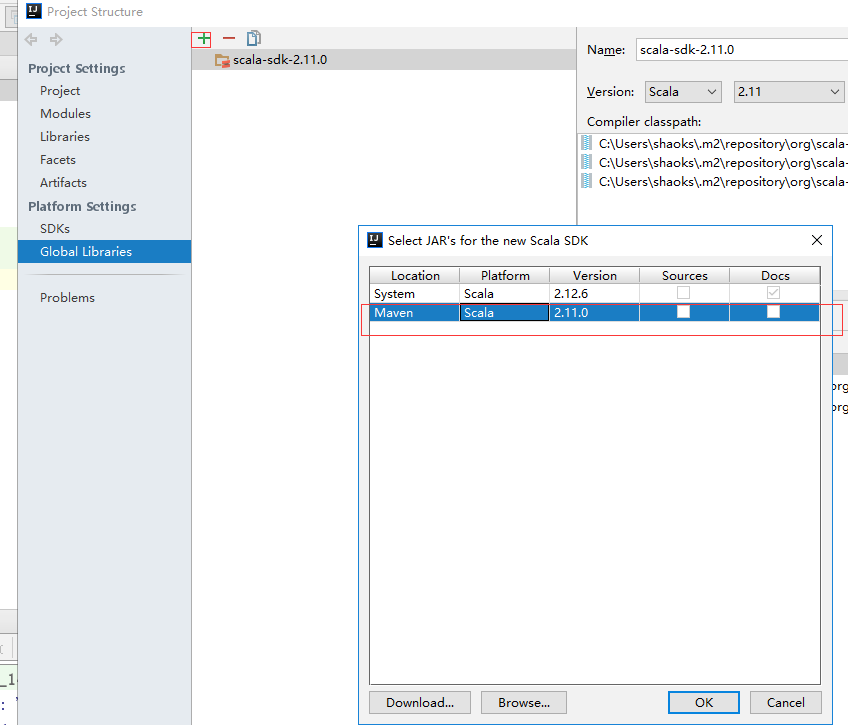 Project Structure
Project Settings
Project
Modules
Libraries
Facets
Artifacts
Platform Settings
SDKs
Global Libraries
Problems
scala-sdk-2.11.0
Name: scala-sdk-2.11.0
Version: Scala 2.11
Compiler classpath:
C:\Users\shaoks\.m2\repository\org\scala-
C:\Users\shaoks\.m2\repository\org\scala-
C:\Users\shaoks\.m2\repository\org\scala-
Select JAR's for the new Scala SDK
Location Platform Version Sources Docs
System Scala 2.12.6
Maven Scala 2.11.0
org
org
Download... Browse... OK Cancel